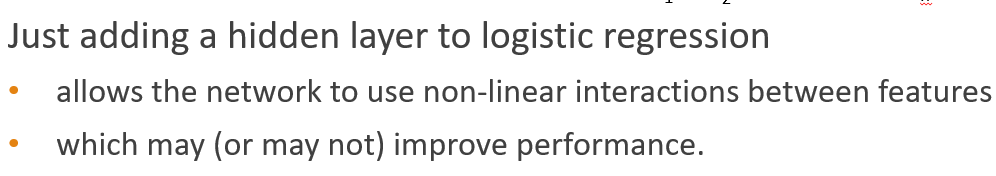 Just adding a hidden layer to logistic regression
• allows the network to use non-linear interactions between features
• which may (or may not) improve performance.